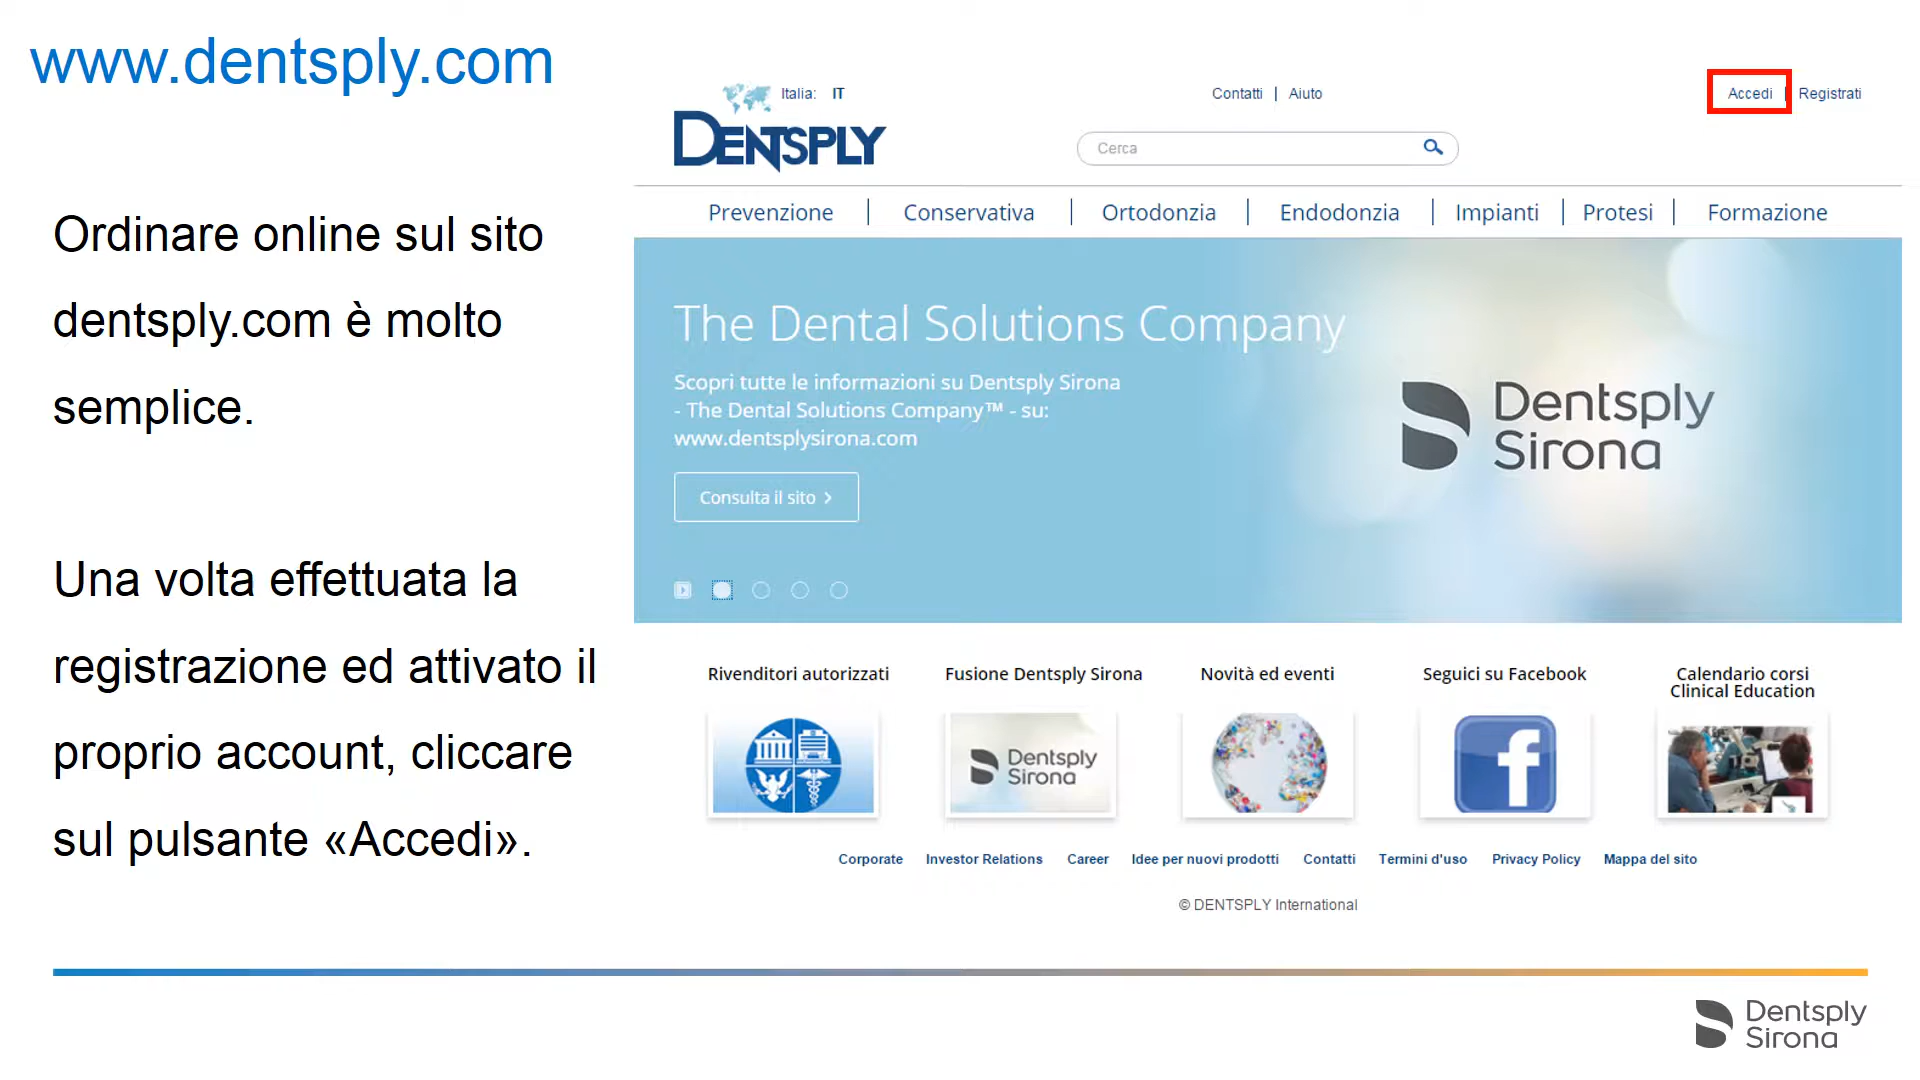 www.dentsply.com
Ordinare online sul sito
dentsply.com è molto
semplice.
Una volta effettuata la
registrazione ed attivato il
proprio account, cliccare
sul pulsante «Accedi».
Italia: IT
Contatti | Aiuto
Accedi | Registrati
DENTSPLY
Cerca
Prevenzione | Conservativa | Ortodonzia | Endodonzia | Impianti | Protesi | Formazione
The Dental Solutions Company
Scopri tutte le informazioni su Dentsply Sirona
- The Dental Solutions Company™ - su:
www.dentsplysirona.com
Consulta il sito >
Dentsply
Sirona
Rivenditori autorizzati
Fusione Dentsply Sirona
Novità ed eventi
Seguici su Facebook
Calendario corsi
Clinical Education
Dentsply
Sirona
f
Corporate Investor Relations Career Idee per nuovi prodotti Contatti Termini d'uso Privacy Policy Mappa del sito
© DENTSPLY International
Dentsply
Sirona